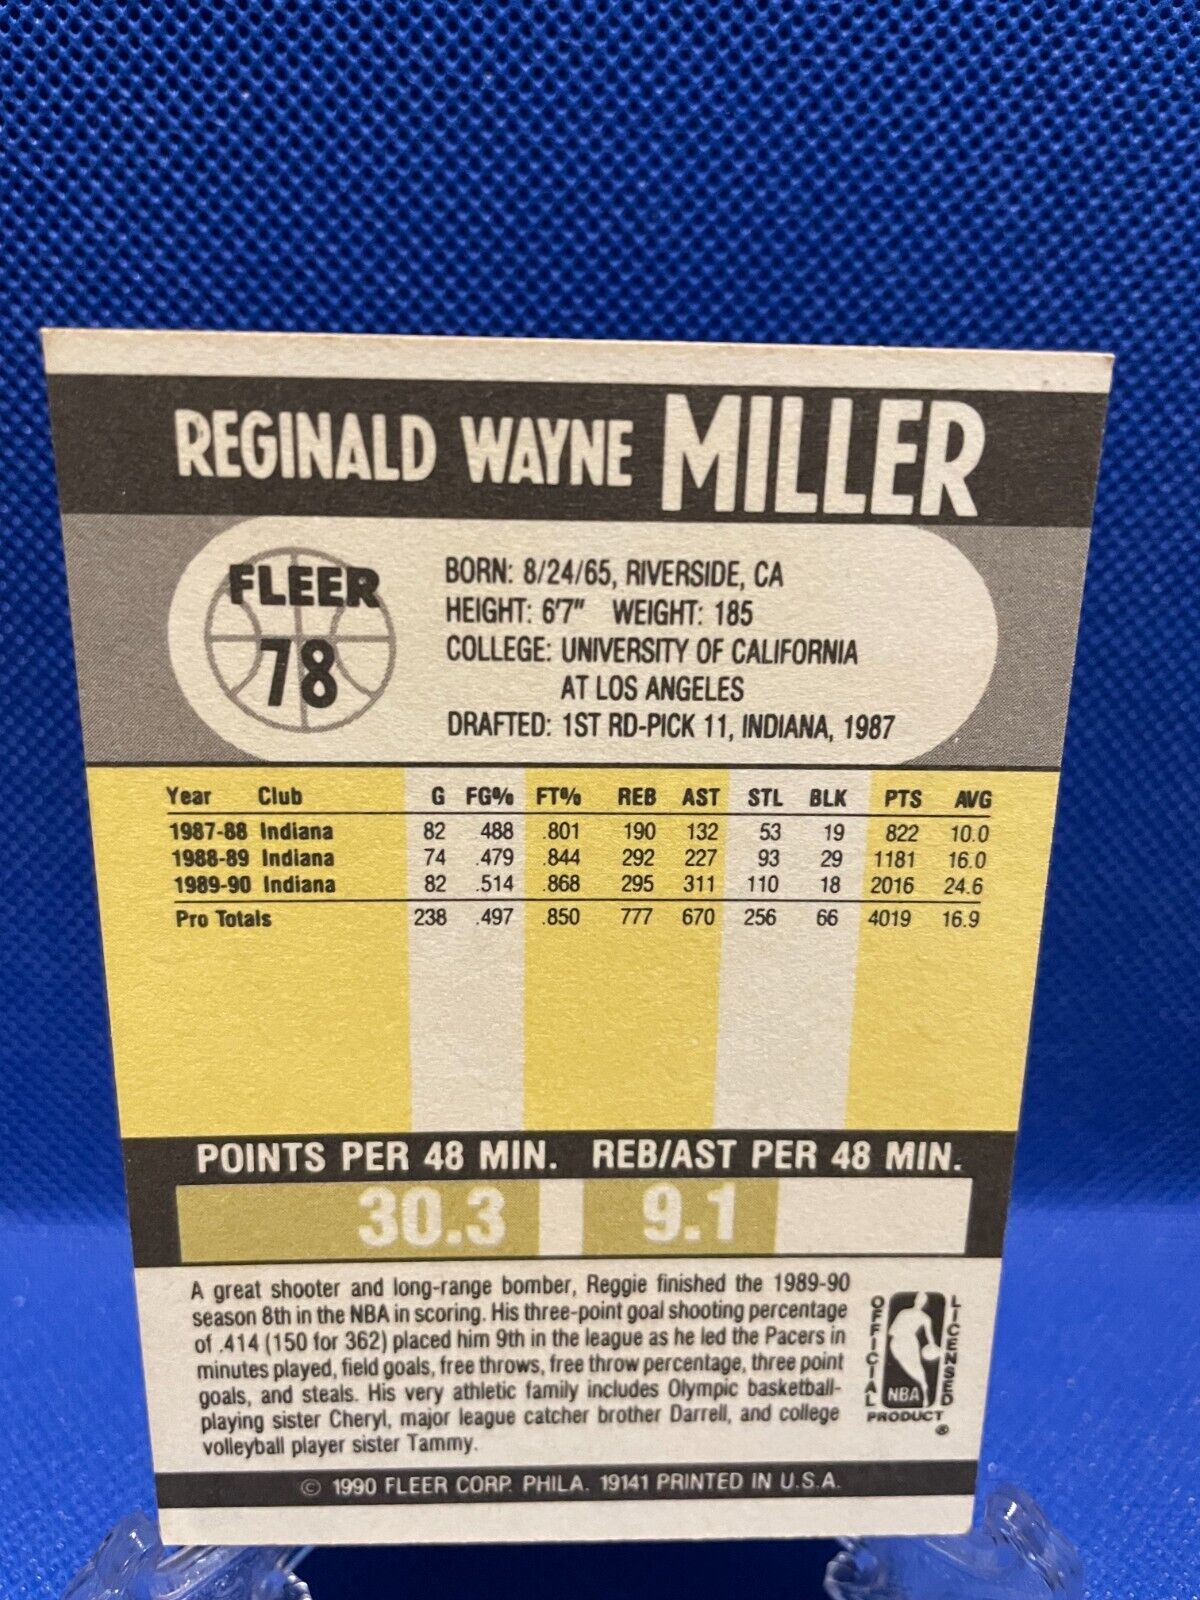 REGINALD WAYNE MILLER
FLEER
78
BORN: 8/24/65, RIVERSIDE, CA
HEIGHT: 6'7" WEIGHT: 185
COLLEGE: UNIVERSITY OF CALIFORNIA
AT LOS ANGELES
DRAFTED: 1ST RD-PICK 11, INDIANA, 1987
Year Club G FG% FT% REB AST STL BLK PTS AVG
1987-88 Indiana 82 .488 .801 190 132 53 19 822 10.0
1988-89 Indiana 74 .479 .844 292 227 93 29 1181 16.0
1989-90 Indiana 82 .514 .868 295 311 110 18 2016 24.6
Pro Totals 238 .497 .850 777 670 256 66 4019 16.9
POINTS PER 48 MIN. REB/AST PER 48 MIN.
30.3 9.1
A great shooter and long-range bomber, Reggie finished the 1989-90
season 8th in the NBA in scoring. His three-point goal shooting percentage
of .414 (150 for 362) placed him 9th in the league as he led the Pacers in
minutes played, field goals, free throws, free throw percentage, three point
goals, and steals. His very athletic family includes Olympic basketball-
playing sister Cheryl, major league catcher brother Darrell, and college
volleyball player sister Tammy.
OFFICIAL LICENSED
NBA
PRODUCT
®
© 1990 FLEER CORP. PHILA. 19141 PRINTED IN U.S.A.